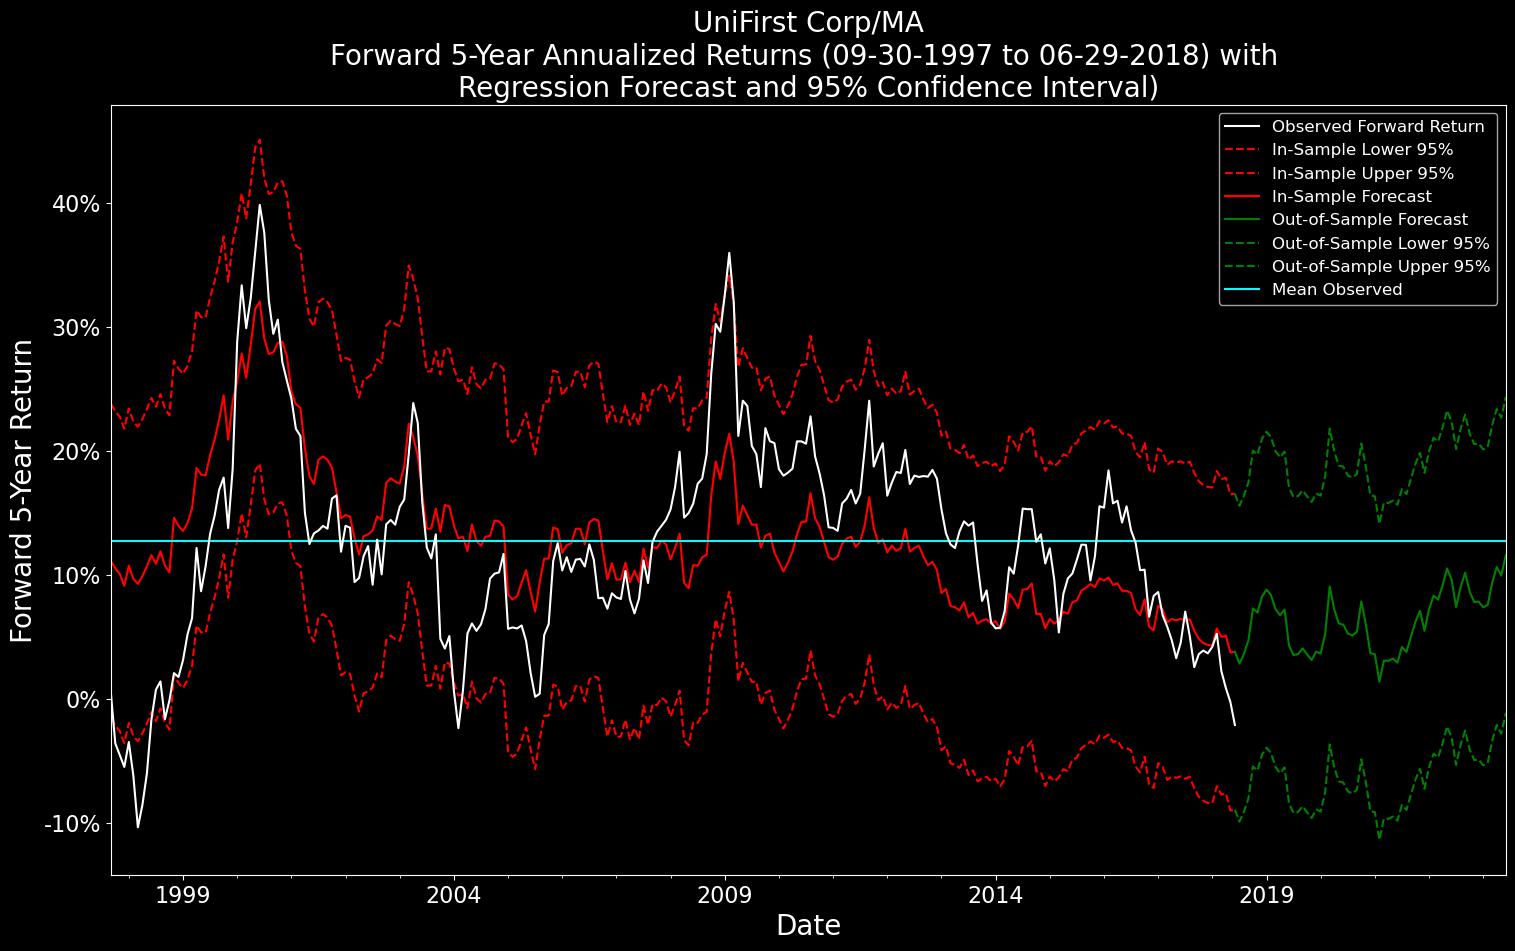 UniFirst Corp/MA
Forward 5-Year Annualized Returns (09-30-1997 to 06-29-2018) with
Regression Forecast and 95% Confidence Interval)
Observed Forward Return
In-Sample Lower 95%
In-Sample Upper 95%
In-Sample Forecast
Out-of-Sample Forecast
Out-of-Sample Lower 95%
Out-of-Sample Upper 95%
Mean Observed
Forward 5-Year Return
40%
30%
20%
10%
0%
-10%
1999 2004 2009 2014 2019
Date